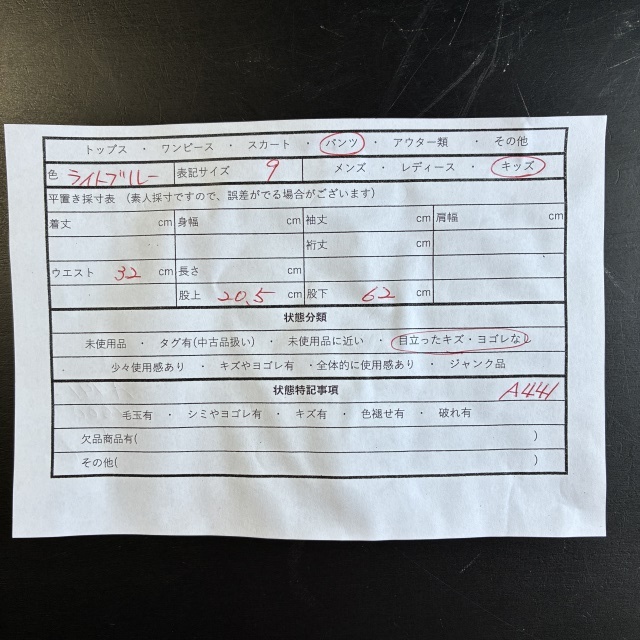 トップス ・ ワンピース ・ スカート ・ パンツ ・ アウター類 ・ その他
色 ライトブルー 表記サイズ 9 メンズ ・ レディース ・ キッズ
平置き採寸表 （素人採寸ですので、誤差がでる場合がございます）
着丈 cm 身幅 cm 袖丈 cm 肩幅 cm
裄丈 cm
ウエスト 32 cm 長さ cm
股上 20.5 cm 股下 62 cm
状態分類
未使用品 ・ タグ有(中古品扱い) ・ 未使用品に近い ・ 目立ったキズ・ヨゴレなし
・ 少々使用感あり ・ キズやヨゴレ有 ・全体的に使用感あり ・ ジャンク品
状態特記事項 A441
毛玉有 ・ シミやヨゴレ有 ・ キズ有 ・ 色褪せ有 ・ 破れ有
欠品商品有( )
その他( )